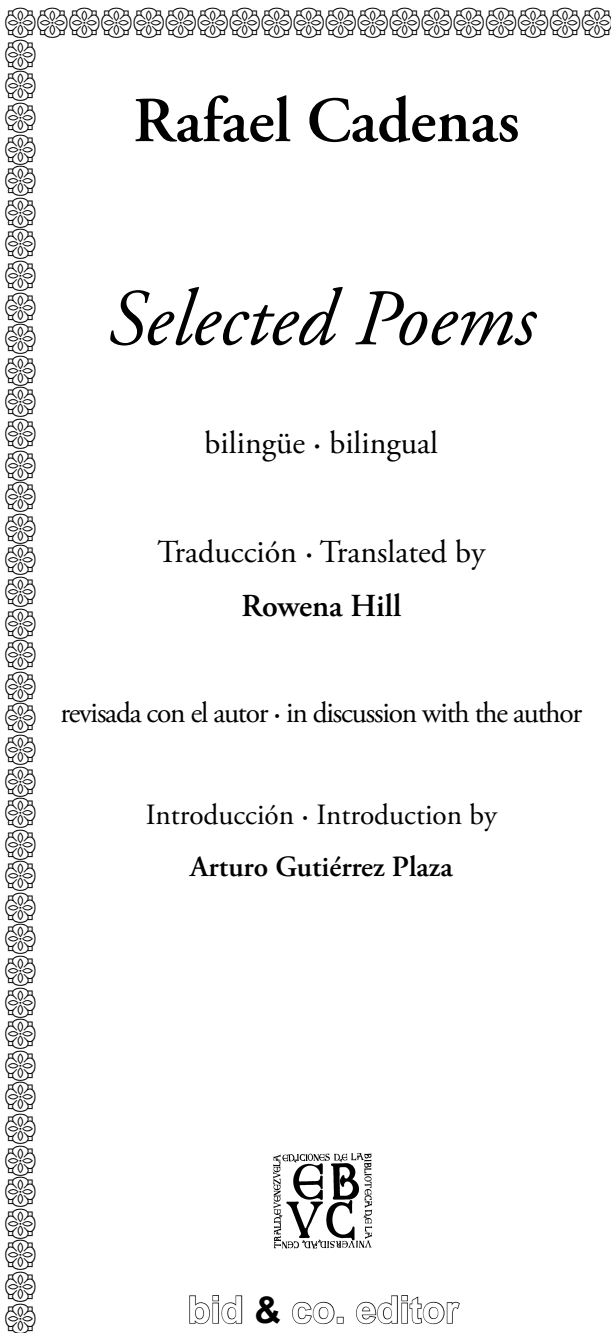 Rafael Cadenas
Selected Poems
bilingüe · bilingual
Traducción · Translated by
Rowena Hill
revisada con el autor · in discussion with the author
Introducción · Introduction by
Arturo Gutiérrez Plaza
EDICIONES DE LA BIBLIOTECA DE LA UNIVERSIDAD CENTRAL DE VENEZUELA
EB
VC
bid & co. editor